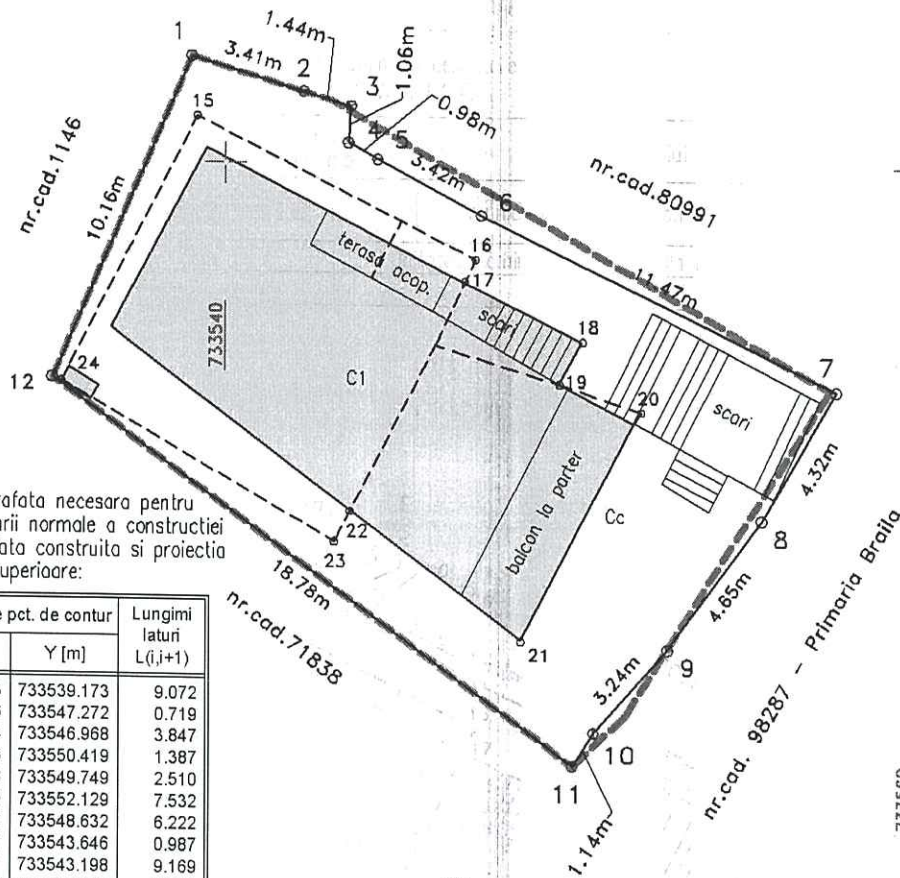 1
3.41m
2
1.44m
3
1.06m
4
5
0.98m
3.42m
6
nr.cad.80991
11.47m
7
15
nr.cad.1146
10.16m
16
17
terasa acop.
scari
18
733540
C1
19
20
scari
4.32m
12
24
balcon la parter
Cc
8
22
23
18.78m
4.65m
21
9
nr.cad.71838
3.24m
10
11
1.14m
nr.cad. 98287 - Primaria Braila
necesara pentru
normale a constructiei
construita si proiectia
superioare:
pct. de contur
Lungimi
laturi
L(i,i+1)
Y [m]
733539.173 9.072
733547.272 0.719
733546.968 3.847
733550.419 1.387
733549.749 2.510
733552.129 7.532
733548.632 6.222
733543.646 0.987
733543.198 9.169